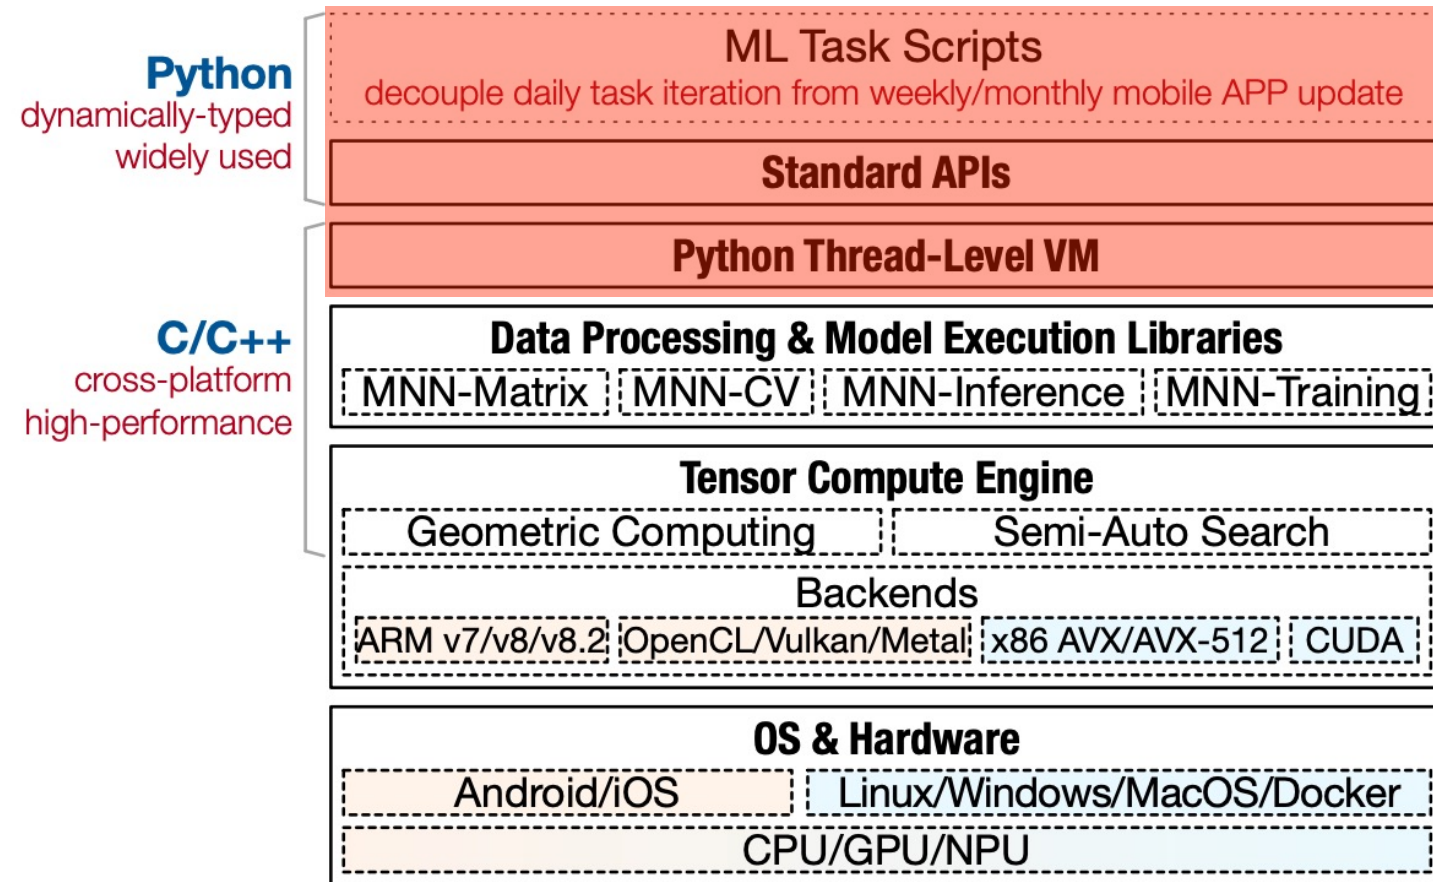 Python
dynamically-typed
widely used
ML Task Scripts
decouple daily task iteration from weekly/monthly mobile APP update
Standard APIs
C/C++
cross-platform
high-performance
Python Thread-Level VM
Data Processing & Model Execution Libraries
MNN-Matrix MNN-CV MNN-Inference MNN-Training
Tensor Compute Engine
Geometric Computing Semi-Auto Search
Backends
ARM v7/v8/v8.2 OpenCL/Vulkan/Metal x86 AVX/AVX-512 CUDA
OS & Hardware
Android/iOS Linux/Windows/MacOS/Docker
CPU/GPU/NPU